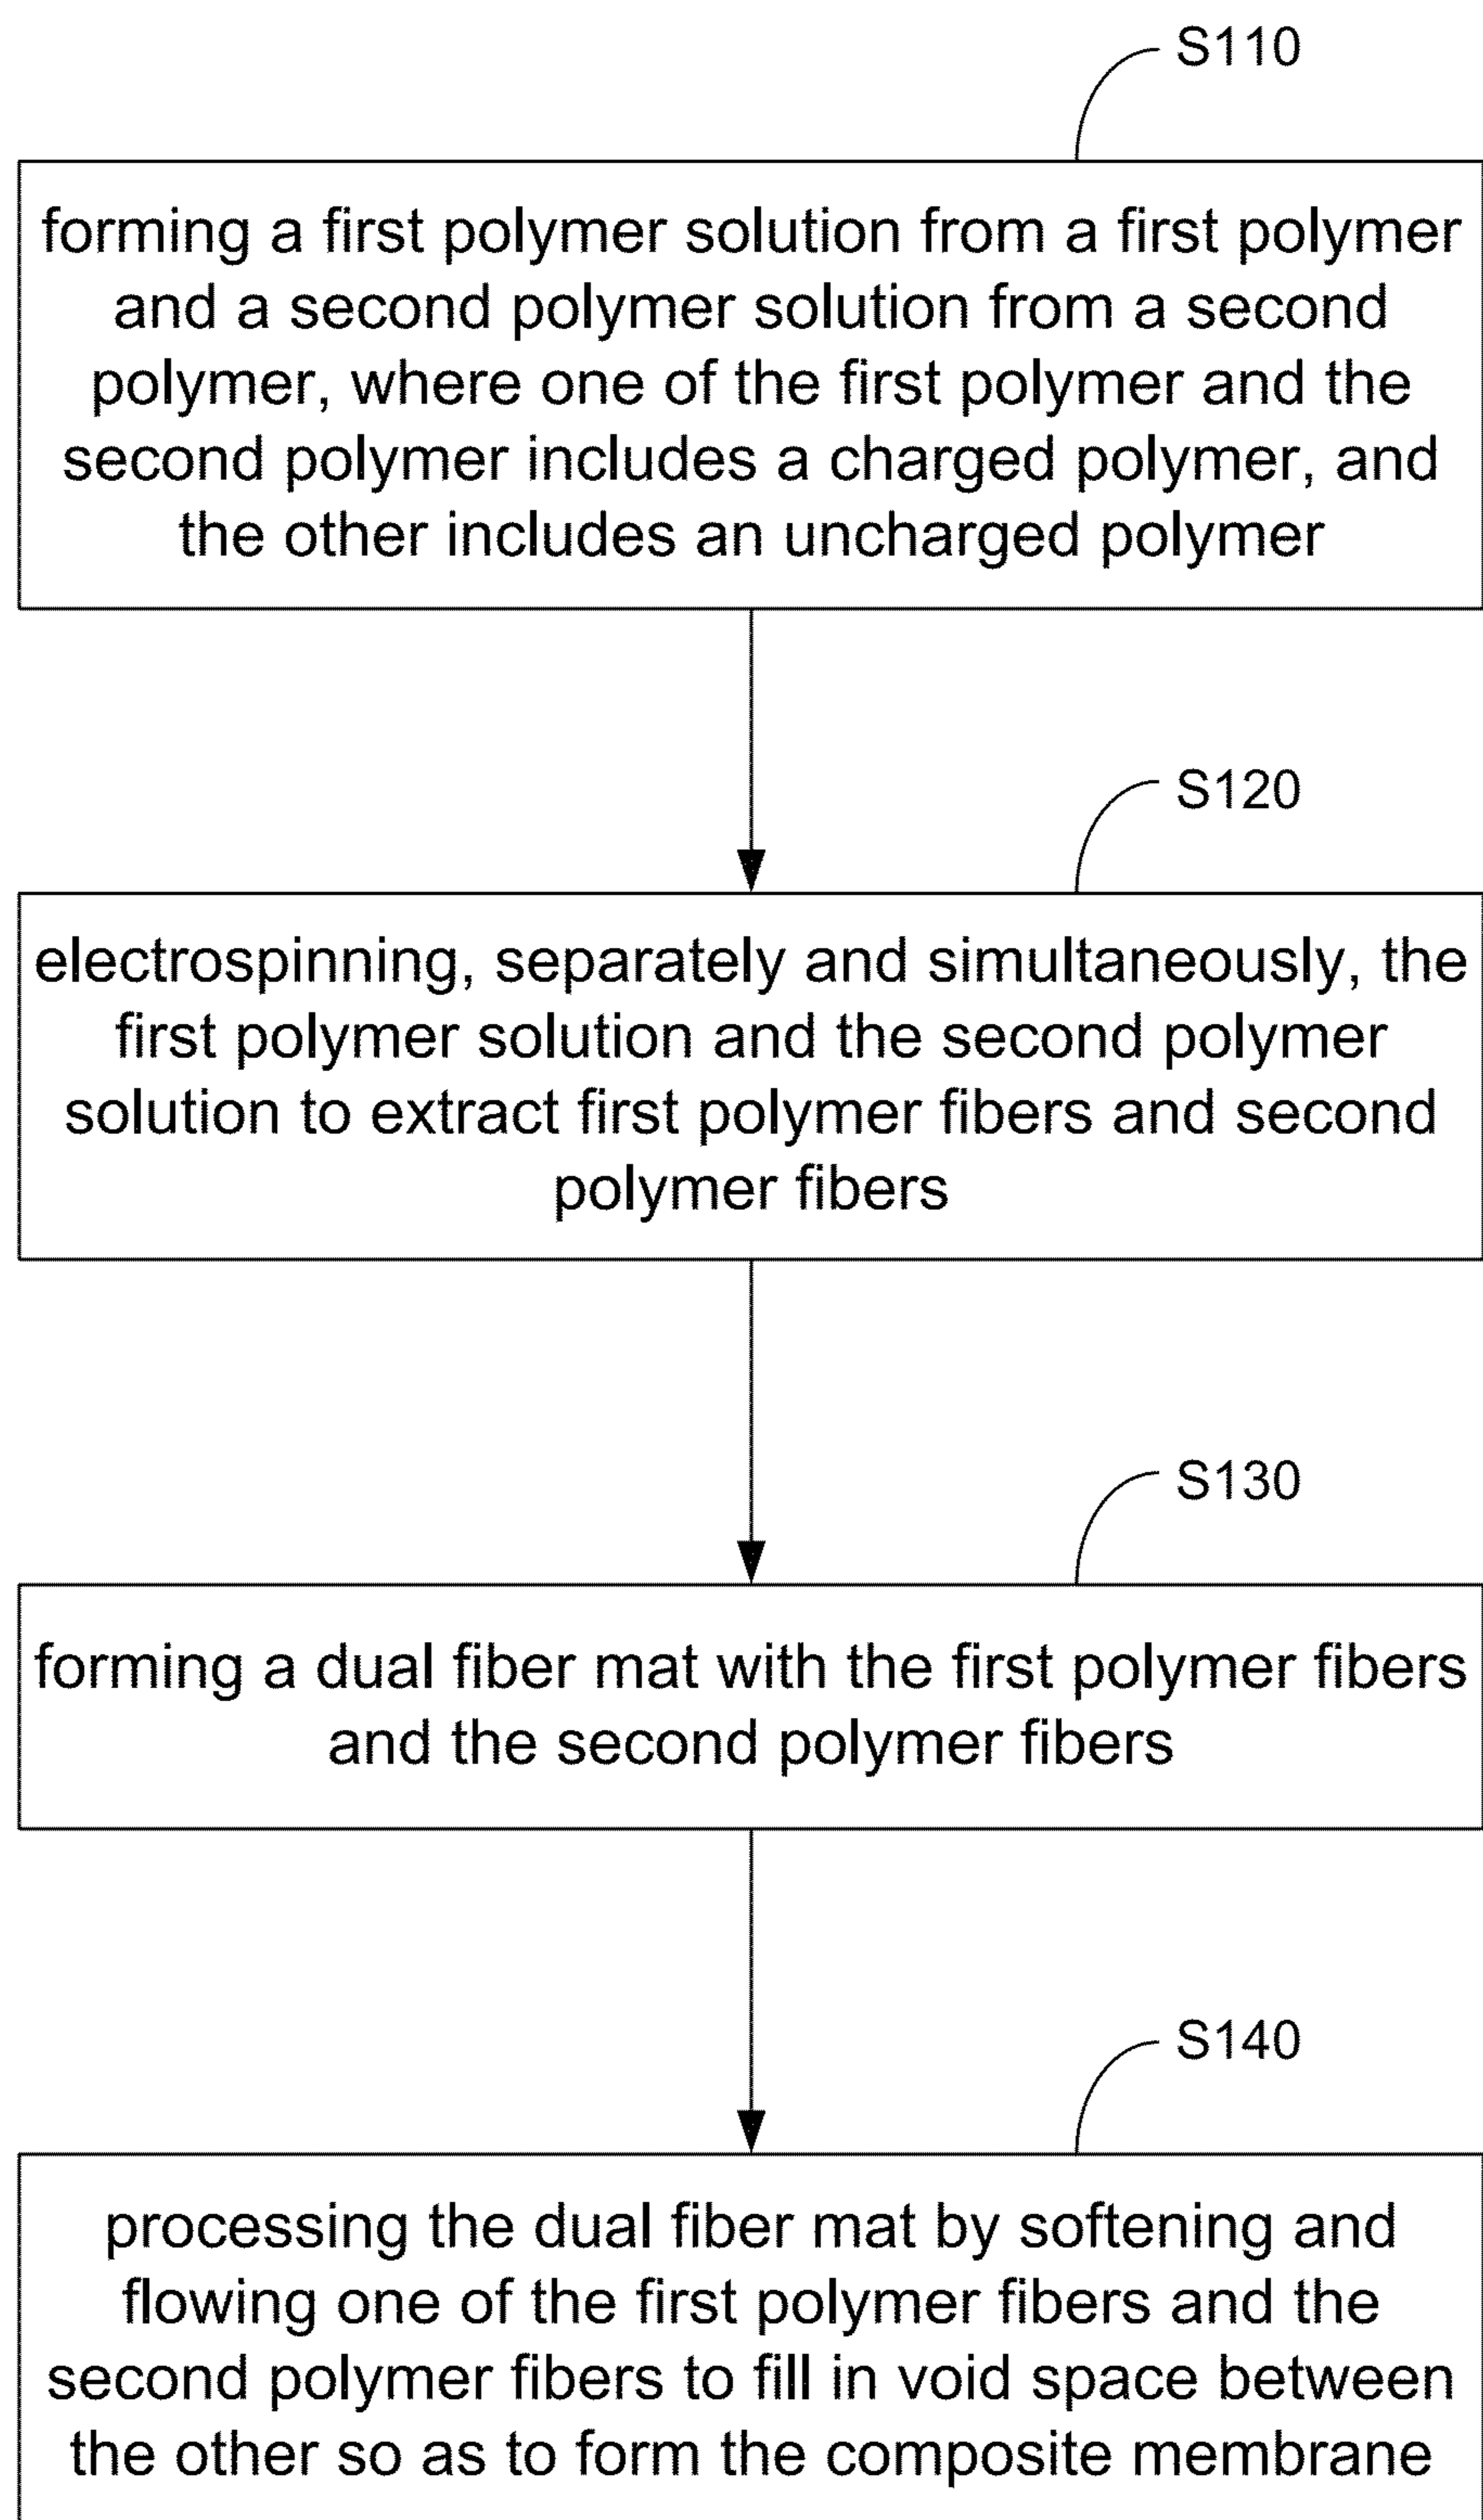 S110
forming a first polymer solution from a first polymer
and a second polymer solution from a second
polymer, where one of the first polymer and the
second polymer includes a charged polymer, and
the other includes an uncharged polymer
S120
electrospinning, separately and simultaneously, the
first polymer solution and the second polymer
solution to extract first polymer fibers and second
polymer fibers
S130
forming a dual fiber mat with the first polymer fibers
and the second polymer fibers
S140
processing the dual fiber mat by softening and
flowing one of the first polymer fibers and the
second polymer fibers to fill in void space between
the other so as to form the composite membrane